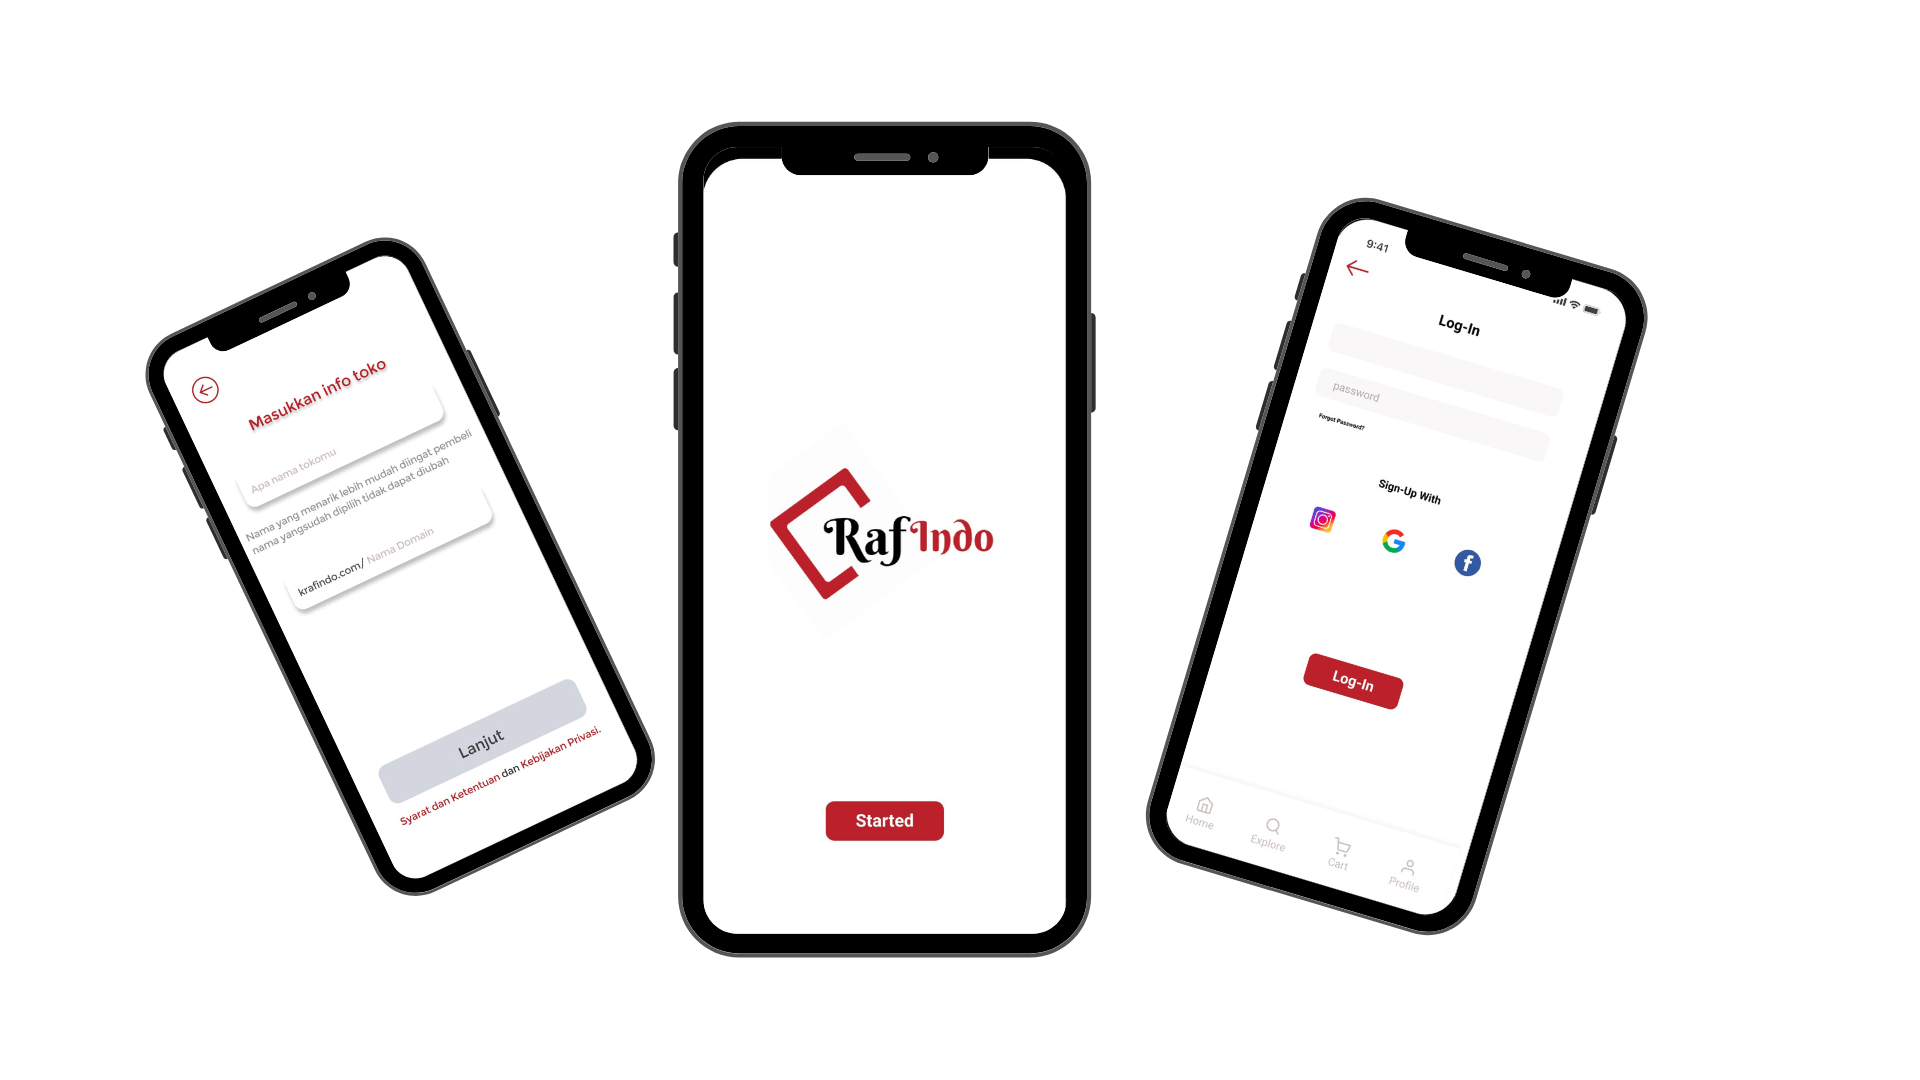 Masukkan info toko
Apa nama tokomu
Nama yang menarik lebih mudah diingat pembeli
nama yangsudah dipilih tidak dapat diubah
krafindo.com/ Nama Domain
Lanjut
Syarat dan Ketentuan dan Kebijakan Privasi.
Raf Indo
Started
9:41
Log-In
password
Forgot Password?
Sign-Up With
Log-In
Home
Explore
Cart
Profile